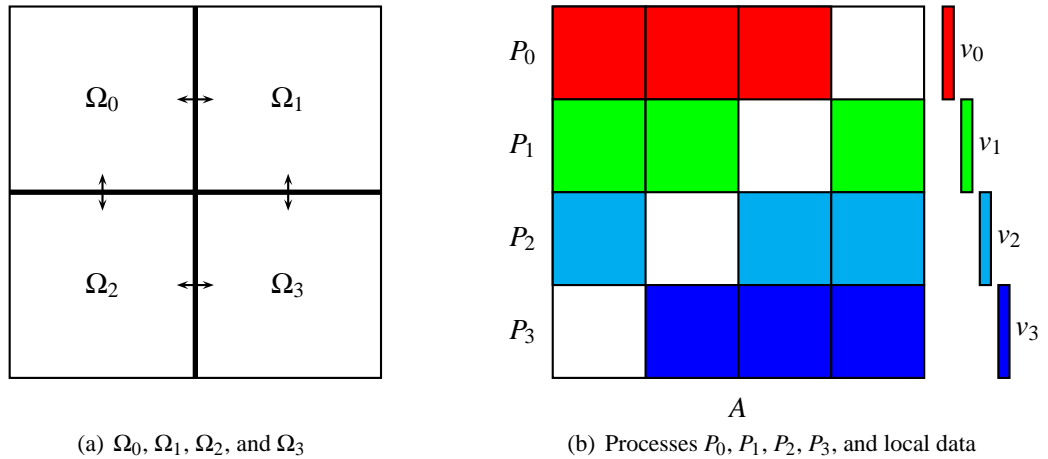 Ω₀ Ω₁
Ω₂ Ω₃
P₀ v₀
P₁ v₁
P₂ v₂
P₃ v₃
A
(a) Ω₀, Ω₁, Ω₂, and Ω₃
(b) Processes P₀, P₁, P₂, P₃, and local data